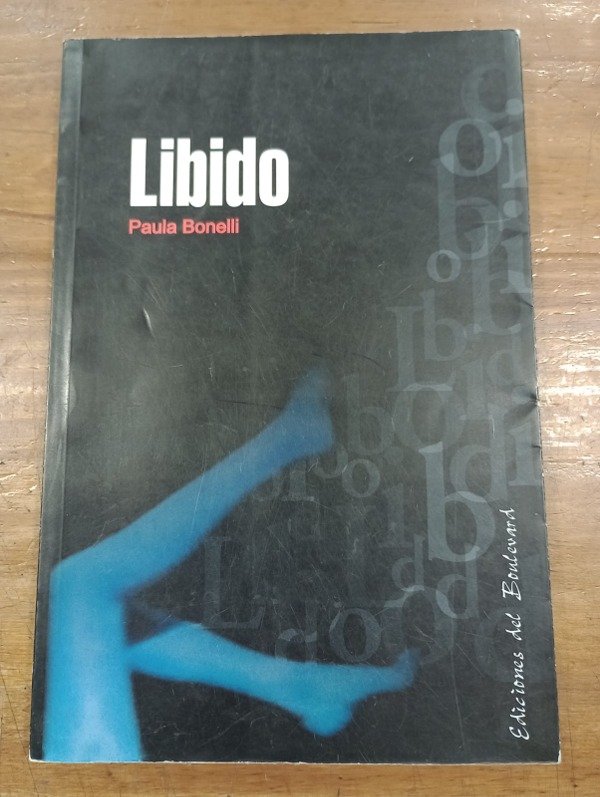 Libido
Paula Bonelli
Ediciones del Boulevard